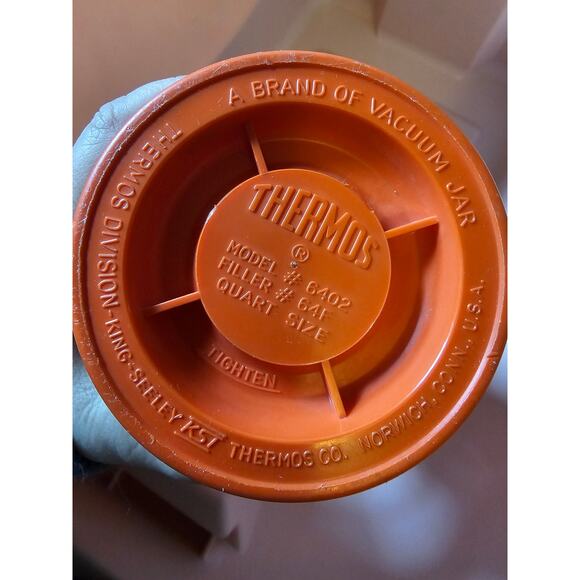 A BRAND OF VACUUM JAR
THERMOS
®
MODEL # 6402
FILLER # 64F
QUART SIZE
TIGHTEN
THERMOS DIVISION-KING-SEELEY KST THERMOS CO. NORWICH, CONN., U.S.A.